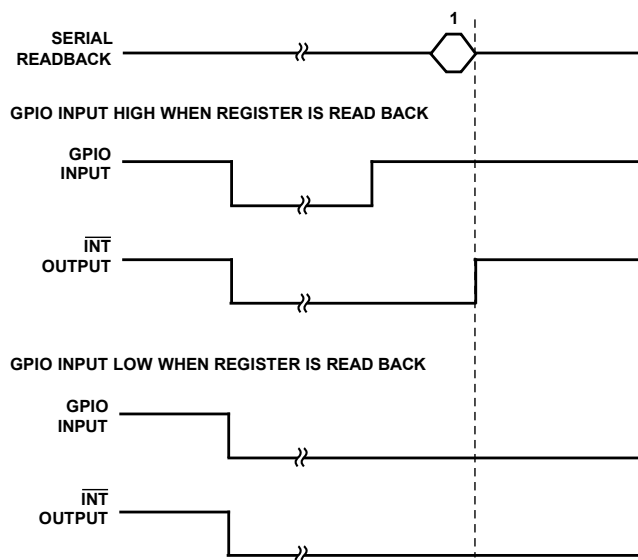 1
SERIAL
READBACK
GPIO INPUT HIGH WHEN REGISTER IS READ BACK
GPIO
INPUT
INT
OUTPUT
GPIO INPUT LOW WHEN REGISTER IS READ BACK
GPIO
INPUT
INT
OUTPUT